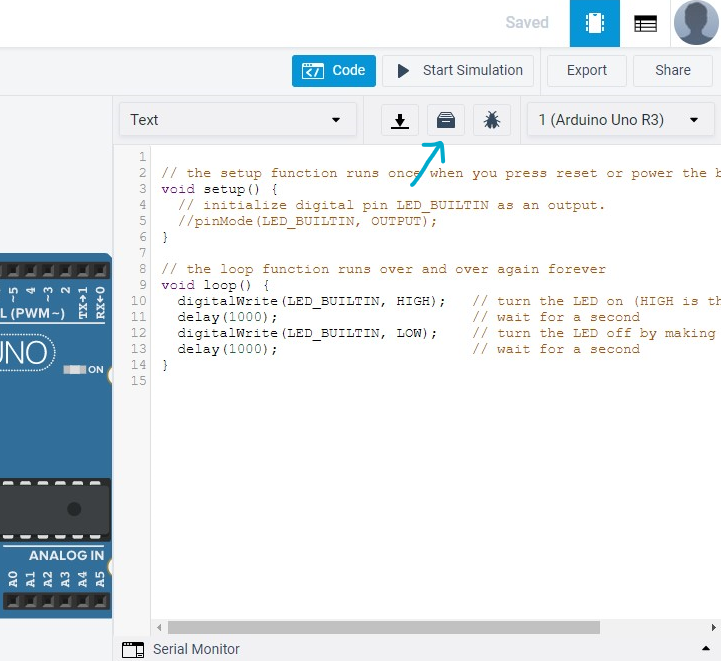 Saved
Code
Start Simulation
Export
Share
Text
1 (Arduino Uno R3)
1
2 // the setup function runs once when you press reset or power the b
3 void setup() {
4   // initialize digital pin LED_BUILTIN as an output.
5   //pinMode(LED_BUILTIN, OUTPUT);
6 }
7
8 // the loop function runs over and over again forever
9 void loop() {
10   digitalWrite(LED_BUILTIN, HIGH);   // turn the LED on (HIGH is th
11   delay(1000);                       // wait for a second
12   digitalWrite(LED_BUILTIN, LOW);    // turn the LED off by making
13   delay(1000);                       // wait for a second
14 }
15
~5
4
~3
2
TX→1
RX←0
L (PWM~)
UNO
ON
ANALOG IN
A0
A1
A2
A3
A4
A5
Serial Monitor